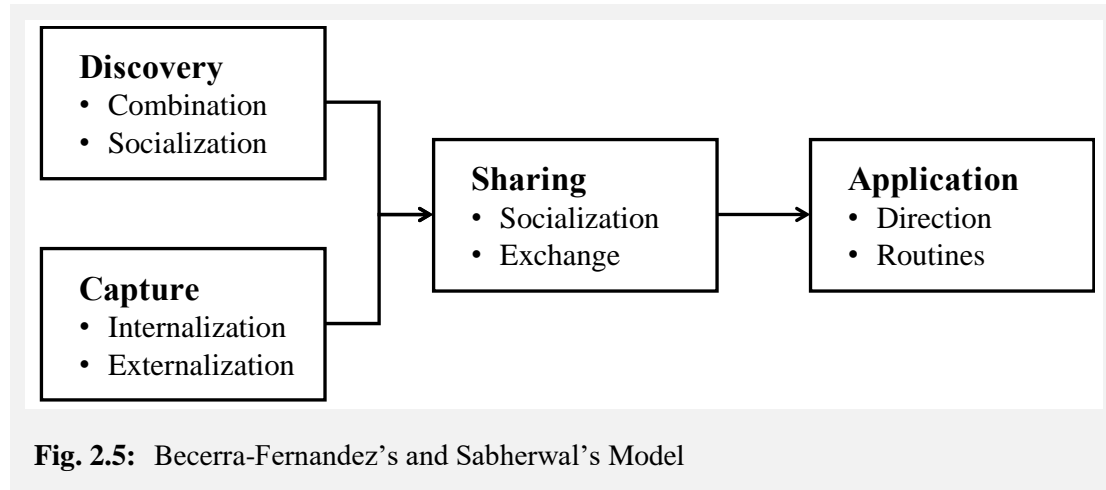 Discovery
• Combination
• Socialization
Capture
• Internalization
• Externalization
Sharing
• Socialization
• Exchange
Application
• Direction
• Routines
Fig. 2.5: Becerra-Fernandez’s and Sabherwal’s Model